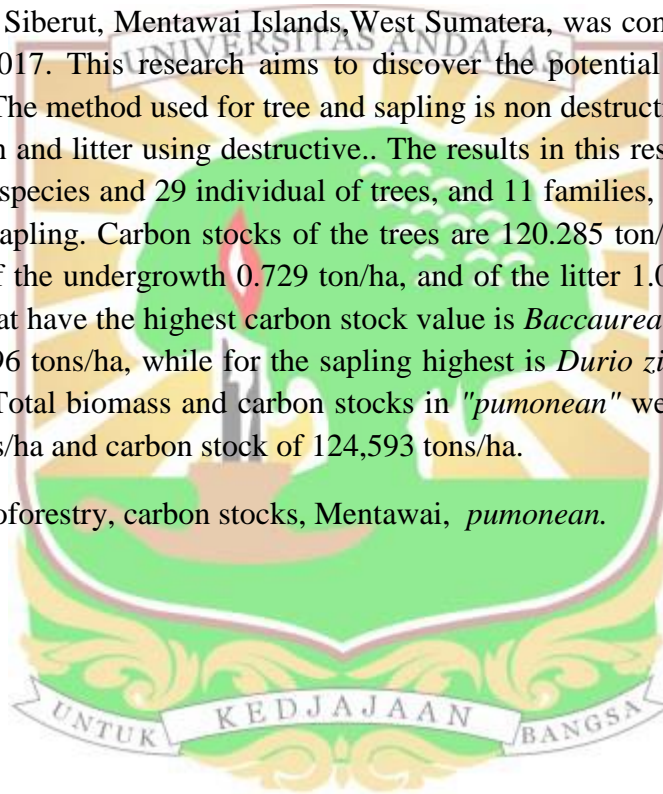 Siberut, Mentawai Islands,West Sumatera, was con
UNIVERSITAS ANDALAS
017. This research aims to discover the potential
The method used for tree and sapling is non destructi
n and litter using destructive.. The results in this res
species and 29 individual of trees, and 11 families,
sapling. Carbon stocks of the trees are 120.285 ton/
f the undergrowth 0.729 ton/ha, and of the litter 1.0
at have the highest carbon stock value is Baccaurea
96 tons/ha, while for the sapling highest is Durio zi
Total biomass and carbon stocks in "pumonean" we
s/ha and carbon stock of 124,593 tons/ha.
oforestry, carbon stocks, Mentawai, pumonean.
UNTUK KEDJAJAAN BANGSA